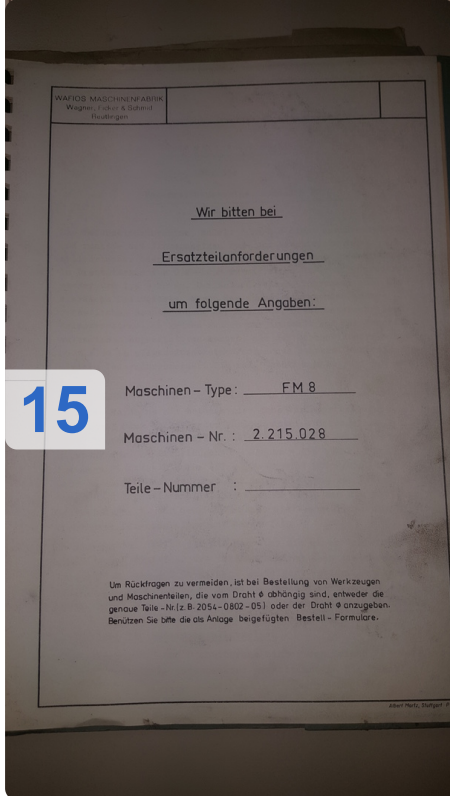 WAFIOS MASCHINENFABRIK
Wagner, Ficker & Schmid
Reutlingen
Wir bitten bei
Ersatzteilanforderungen
um folgende Angaben:
15
Maschinen - Type: FM 8
Maschinen - Nr. : 2.215.028
Teile - Nummer :
Um Rückfragen zu vermeiden, ist bei Bestellung von Werkzeugen
und Maschinenteilen, die vom Draht ϕ abhängig sind, entweder die
genaue Teile - Nr.(z.B. 2054-0802-05) oder der Draht ϕ anzugeben.
Benützen Sie bitte die als Anlage beigefügten Bestell - Formulare.
Stuttgart